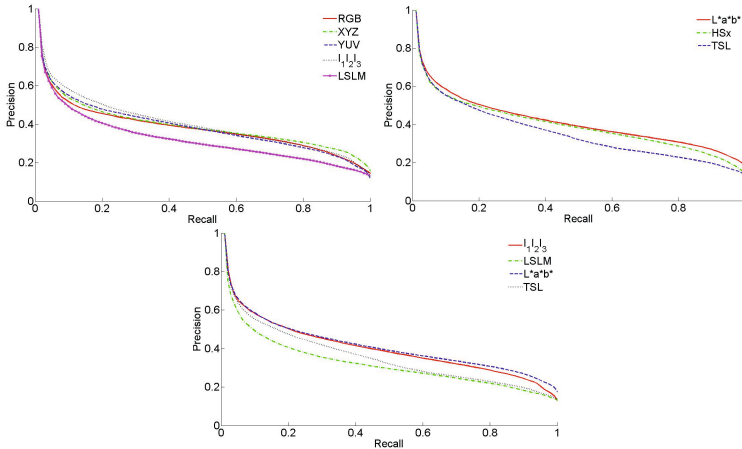 1
0.8
0.6
0.4
0.2
0
0
0.2
0.4
0.6
0.8
1
Precision
Recall
RGB
XYZ
YUV
I1I2I3
LSLM
1
0.8
0.6
0.4
0.2
0
0
0.2
0.4
0.6
0.8
Precision
Recall
L*a*b*
HSx
TSL
1
0.8
0.6
0.4
0.2
0
0
0.2
0.4
0.6
0.8
1
Precision
Recall
I1I2I3
LSLM
L*a*b*
TSL